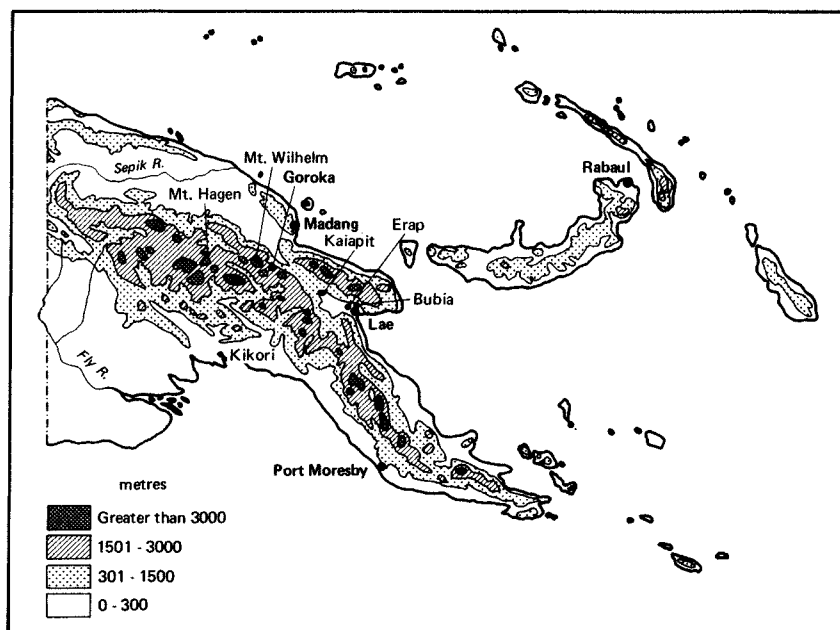 Rabaul
Sepik R.
Mt. Wilhelm
Goroka
Mt. Hagen
Madang
Kaiapit
Erap
Bubia
Lae
Kikori
Fly R.
Port Moresby
metres
Greater than 3000
1501 - 3000
301 - 1500
0 - 300